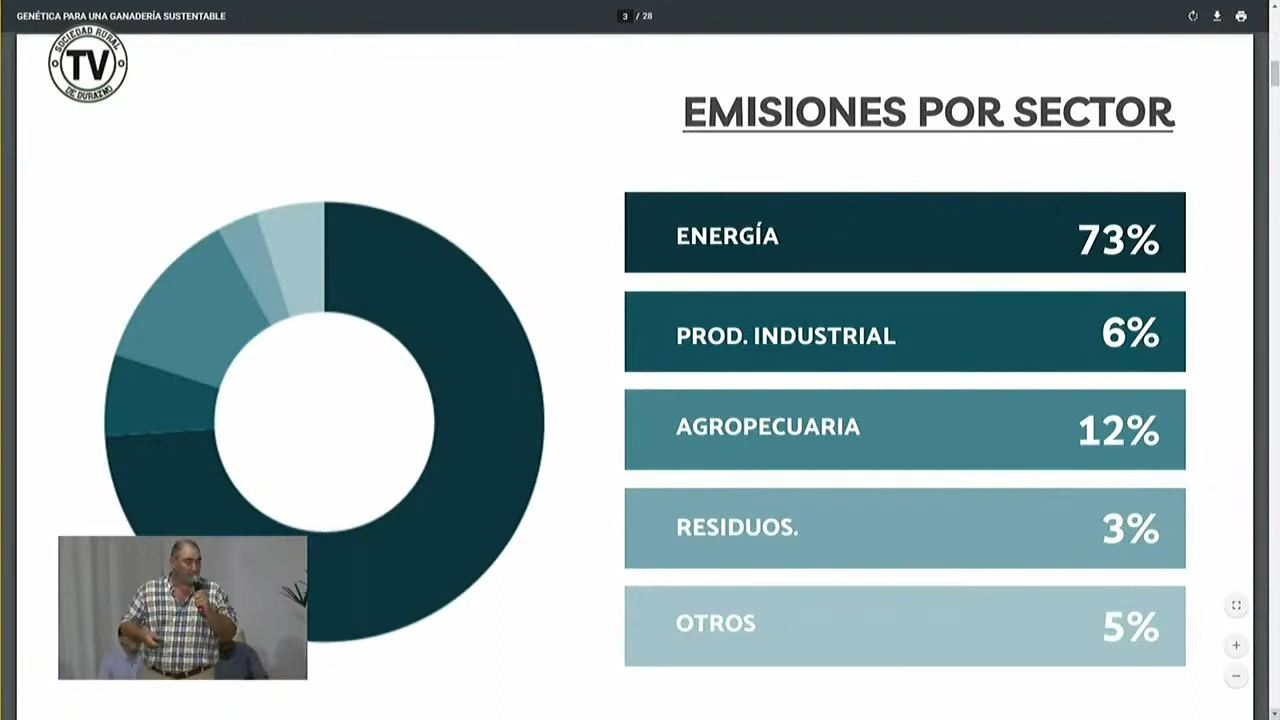 GENÉTICA PARA UNA GANADERÍA SUSTENTABLE
3 / 28
SOCIEDAD RURAL
TV
DE DURAZNO
EMISIONES POR SECTOR
ENERGÍA 73%
PROD. INDUSTRIAL 6%
AGROPECUARIA 12%
RESIDUOS. 3%
OTROS 5%